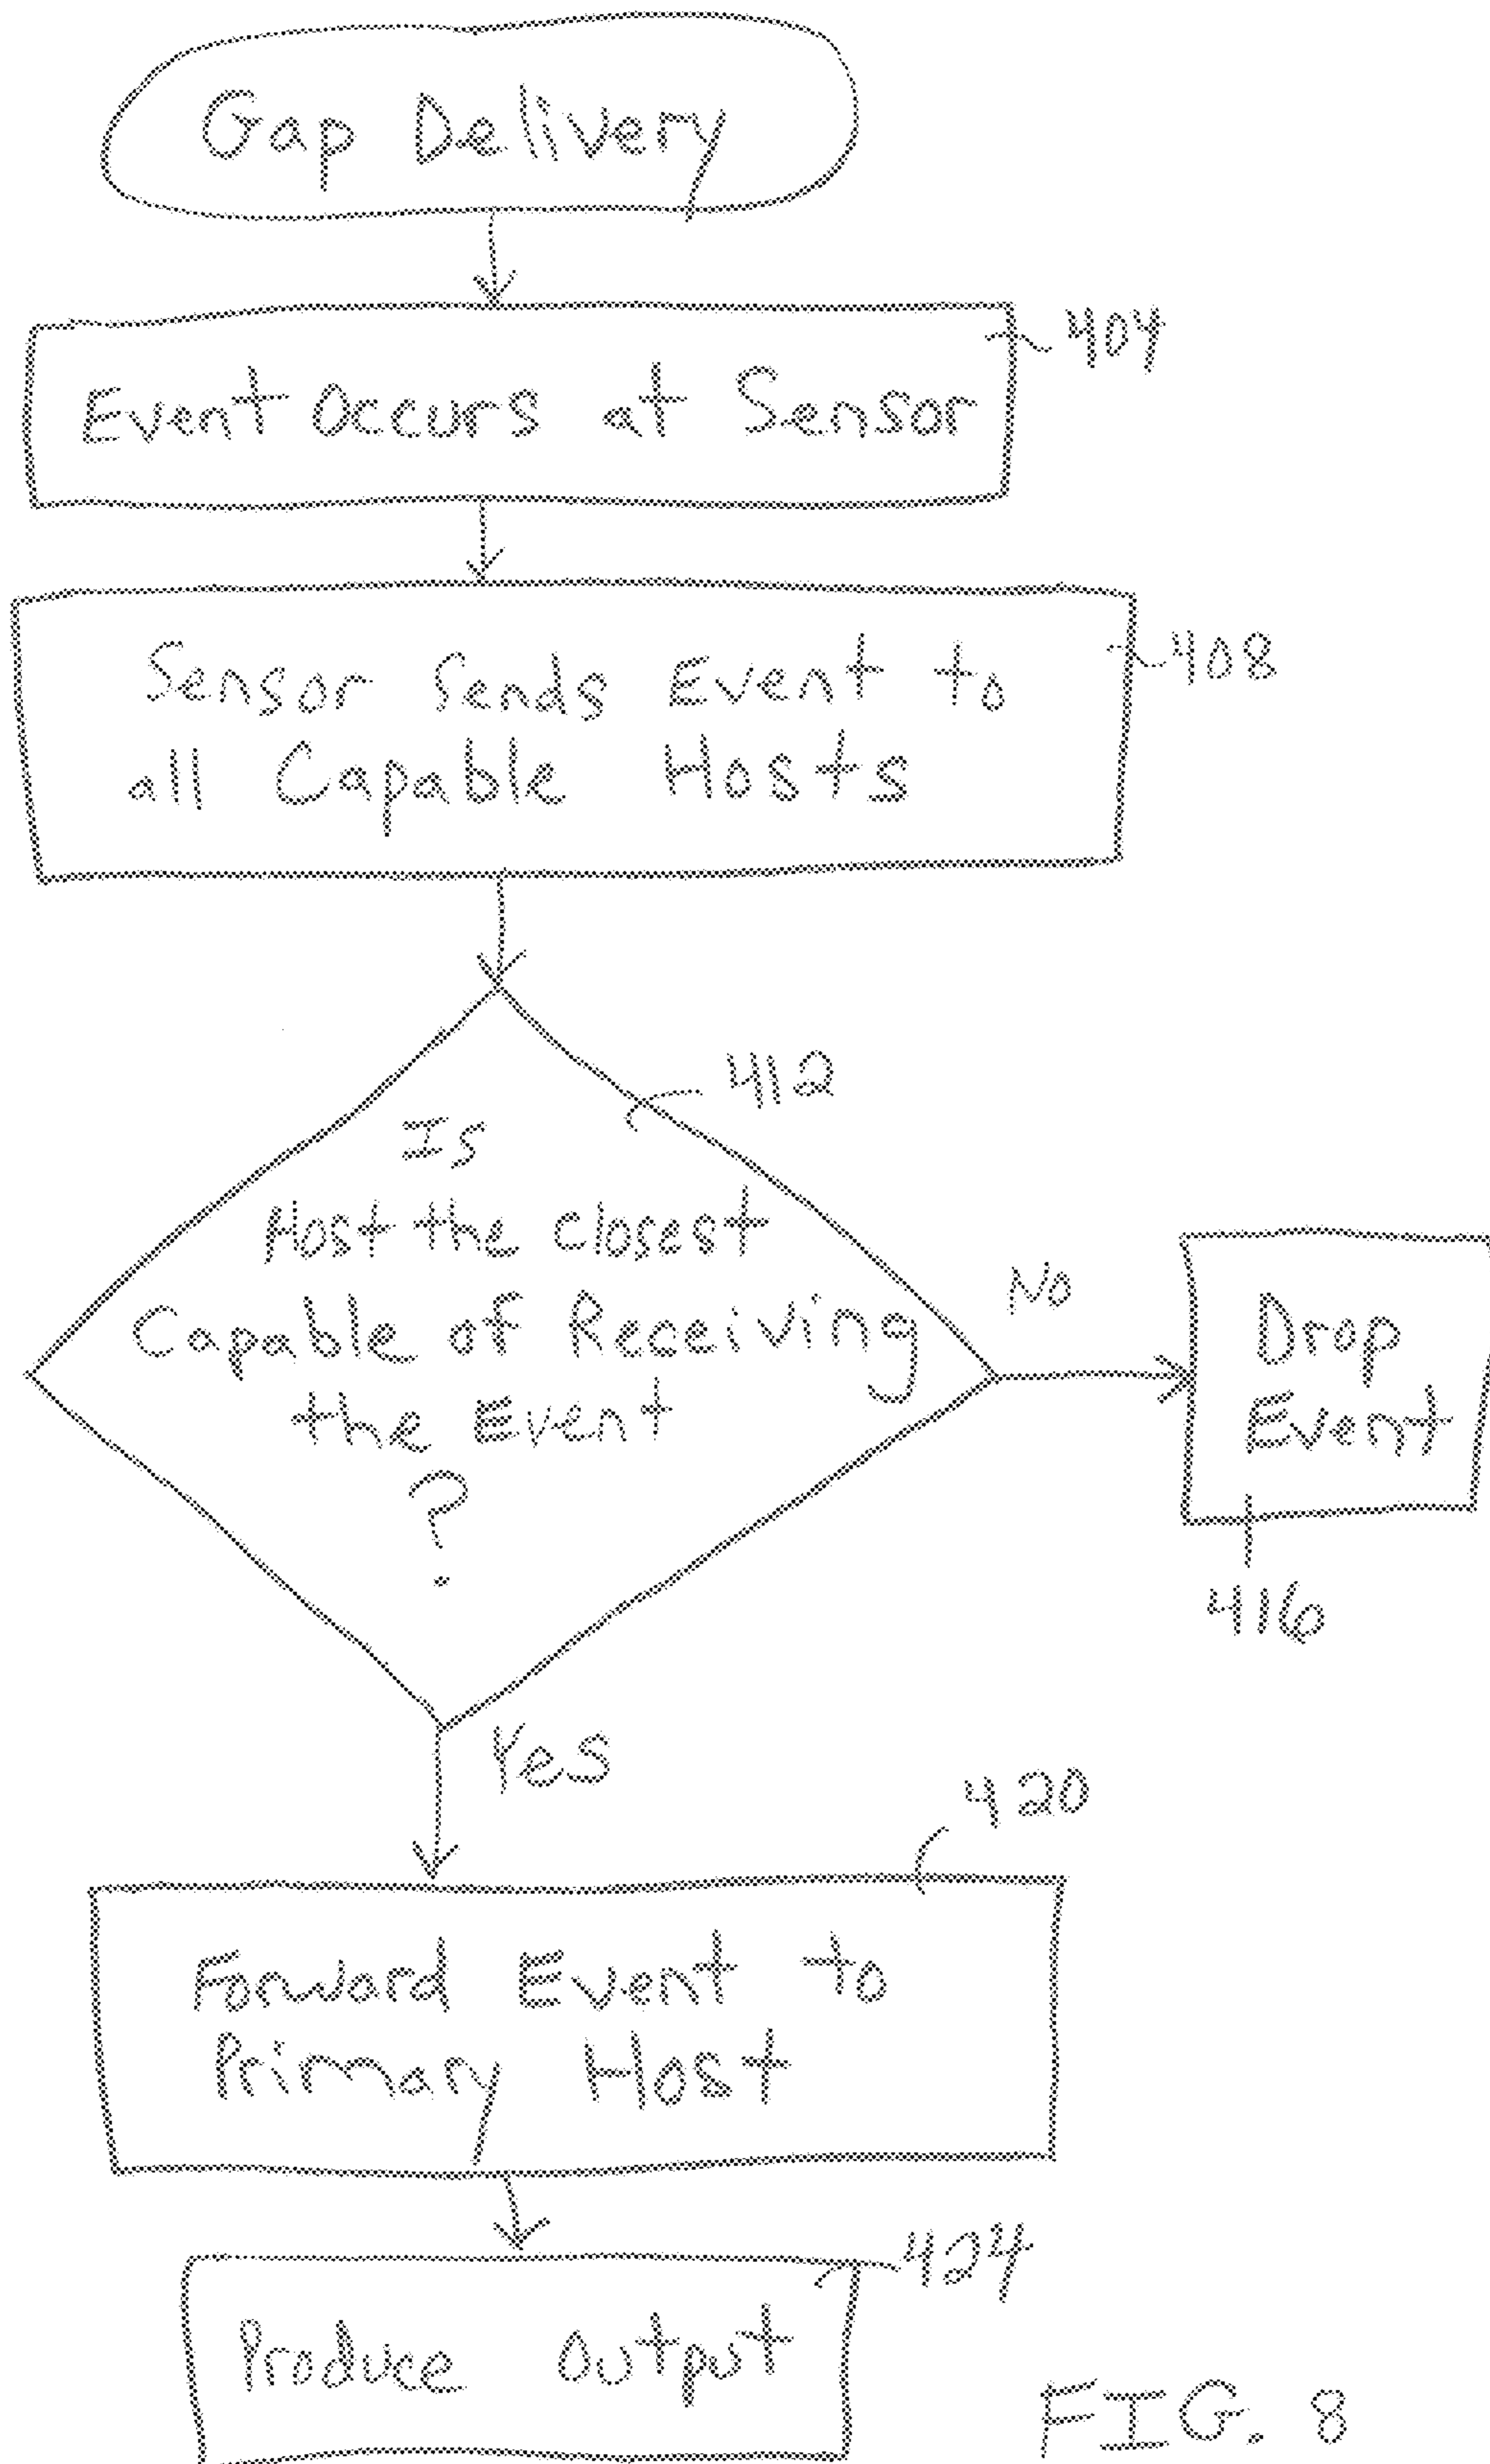 Gap Delivery
404
Event Occurs at Sensor
408
Sensor Sends Event to
all Capable Hosts
412
Is
Host the Closest
Capable of Receiving
the Event
?
No
Drop
Event
416
Yes
420
Forward Event to
Primary Host
424
Produce Output
FIG. 8